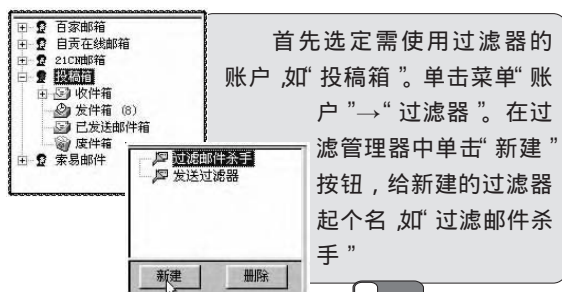 百家邮箱
自贡在线邮箱
21CN邮箱
投稿箱
收件箱
发件箱 (8)
已发送邮件箱
废件箱
索易邮件
过滤邮件杀手
发送过滤器
新建
删除
首先选定需使用过滤器的
账户,如“投稿箱”。单击菜单“账
户”→“过滤器”。在过
滤管理器中单击“新建”
按钮,给新建的过滤器
起个名,如“过滤邮件杀
手”